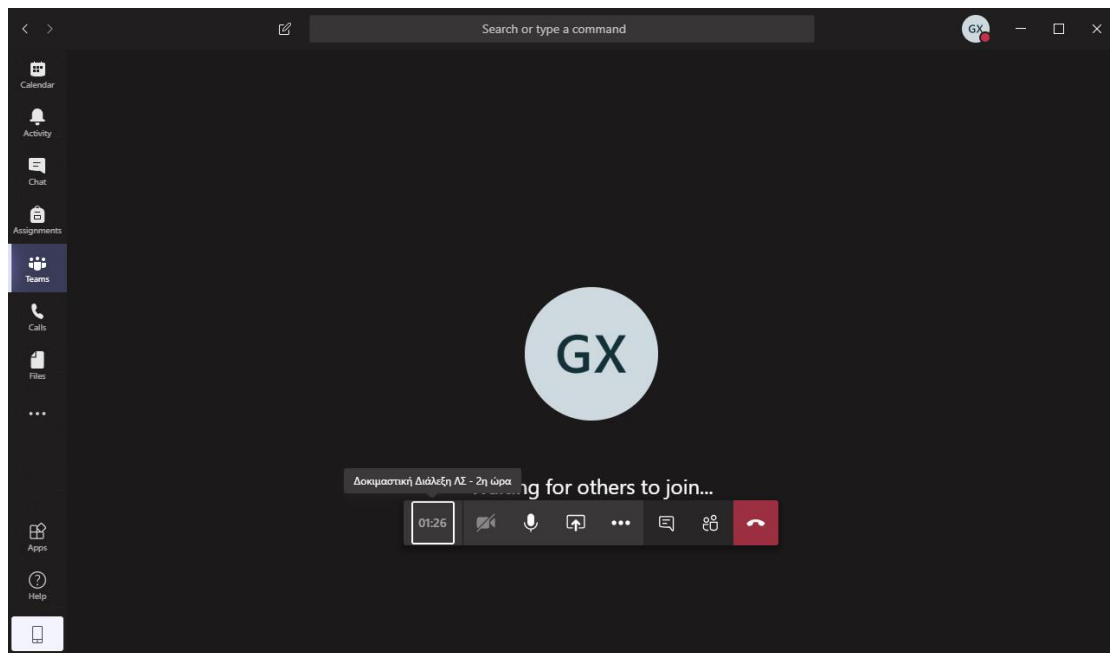 Search or type a command
GX
Calendar
Activity
Chat
Assignments
Teams
Calls
Files
Apps
Help
GX
Δοκιμαστική Διάλεξη ΛΣ - 2η ώρα
ng for others to join...
01:26